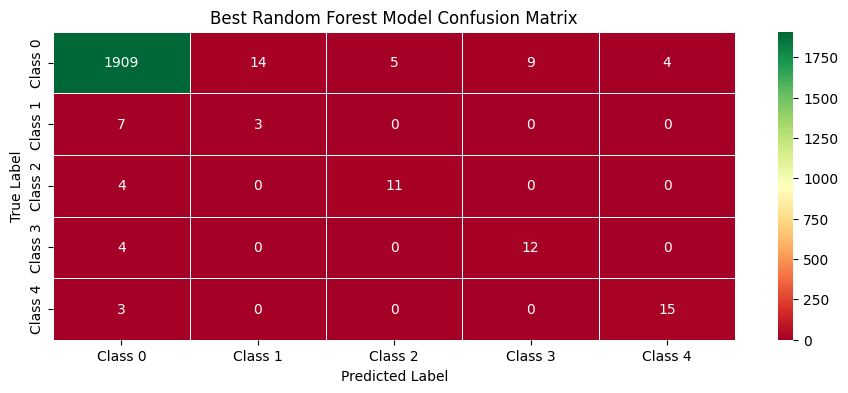 Best Random Forest Model Confusion Matrix
True Label
Class 0 1909 14 5 9 4
Class 1 7 3 0 0 0
Class 2 4 0 11 0 0
Class 3 4 0 0 12 0
Class 4 3 0 0 0 15
Class 0 Class 1 Class 2 Class 3 Class 4
Predicted Label
1750
1500
1250
1000
750
500
250
0